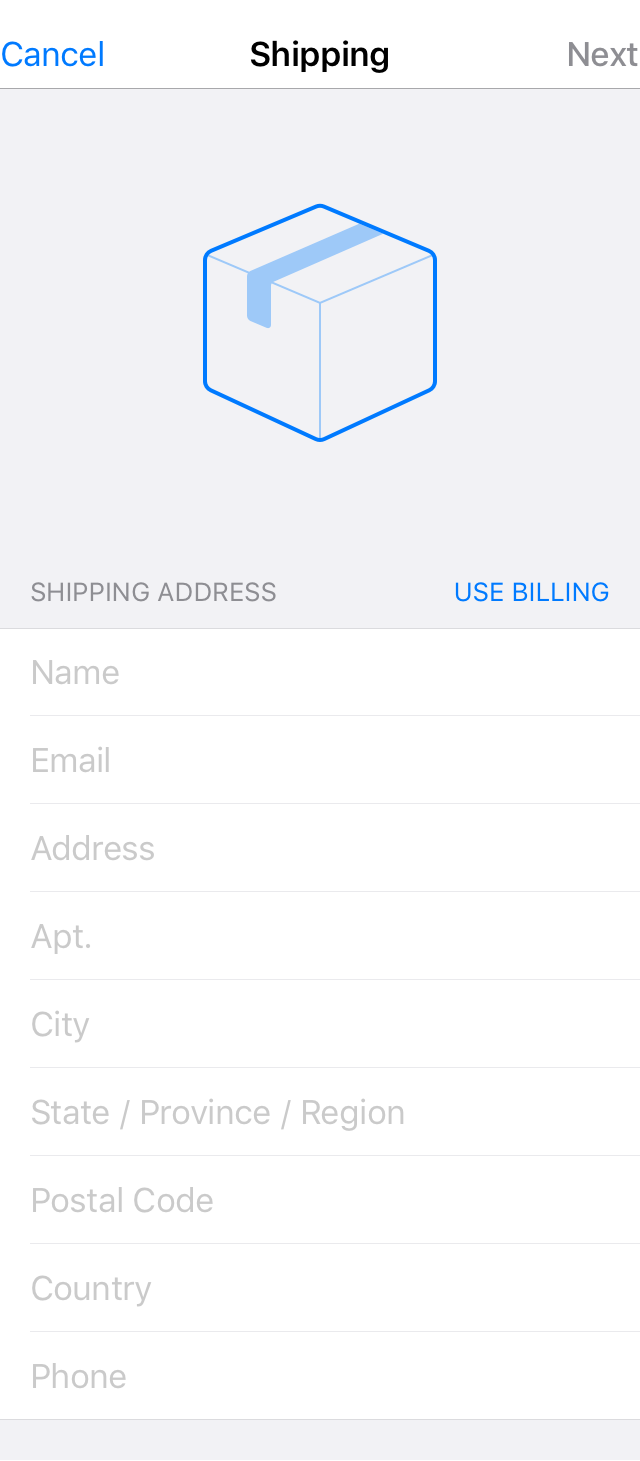 Cancel Shipping Next
SHIPPING ADDRESS USE BILLING
Name
Email
Address
Apt.
City
State / Province / Region
Postal Code
Country
Phone